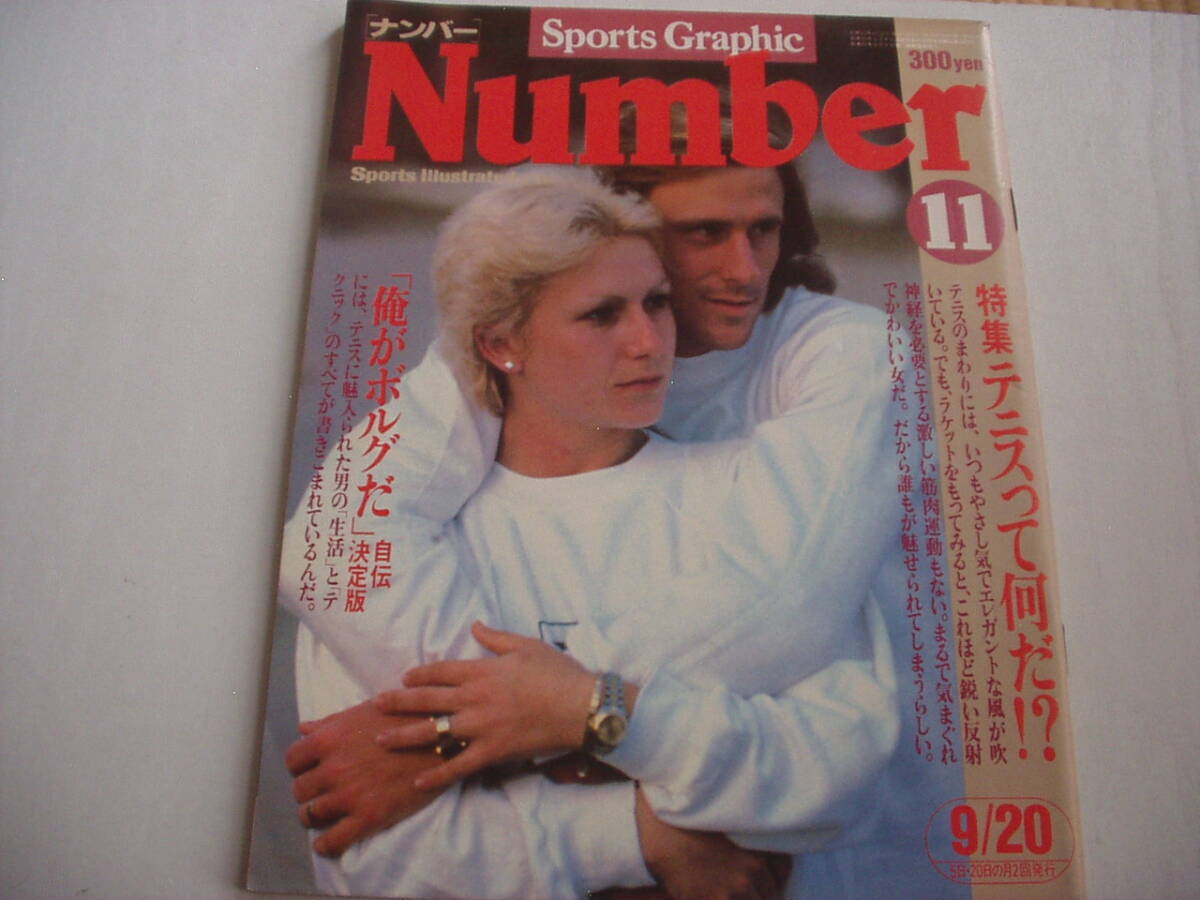 [ナンバー]
Sports Graphic
Number
300yen
Sports Illustrate
11
特集 テニスって何だ!?
テニスのまわりには、いつもやさし気でエレガントな風が吹
いている。でも、ラケットをもってみると、これほど鋭い反射
神経を必要とする激しい筋肉運動もない。まるで気まぐれ
でかわいい女だ。だから誰もが魅せられてしまうらしい。
「俺がボルグだ」自伝
決定版
には、テニスに魅入られた男の「生活」と「テ
クニック」のすべてが書きこまれているんだ。
9/20
5日・20日の月2回発行